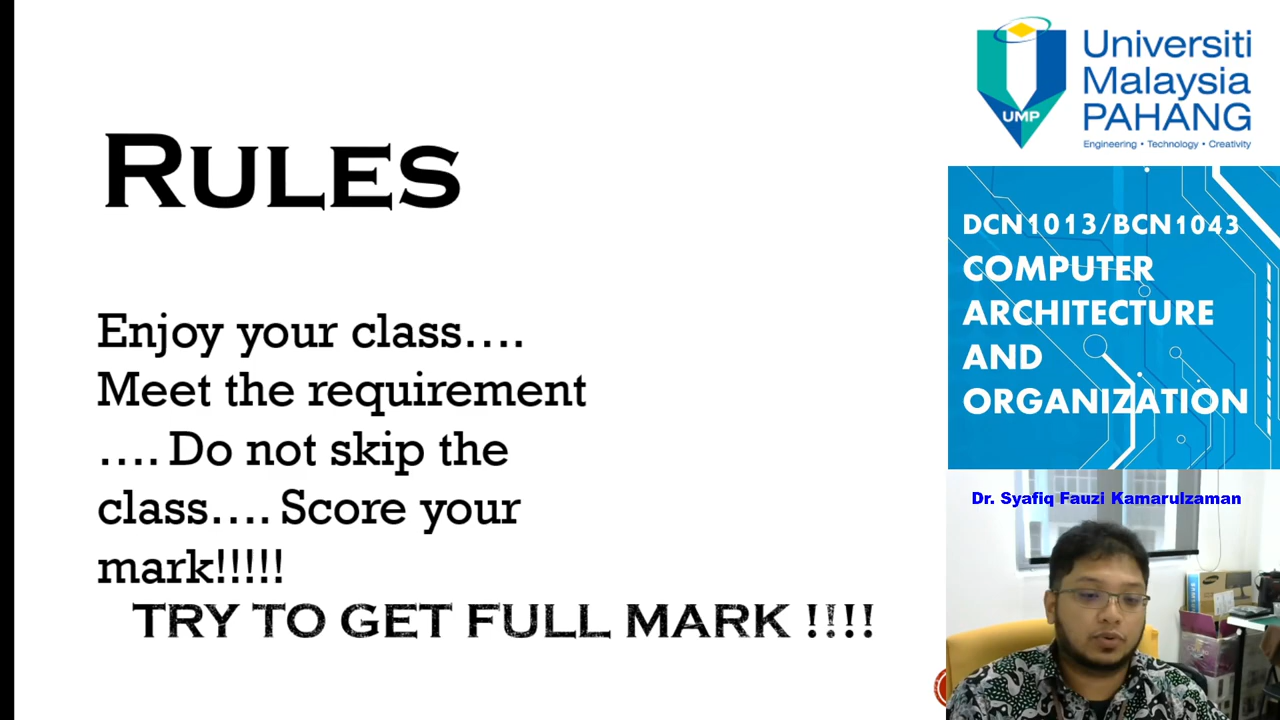 RULES
Enjoy your class....
Meet the requirement
.... Do not skip the
class.... Score your
mark!!!!!
TRY TO GET FULL MARK !!!!
UMP
Universiti
Malaysia
PAHANG
Engineering • Technology • Creativity
DCN1013/BCN1043
COMPUTER
ARCHITECTURE
AND
ORGANIZATION
Dr. Syafiq Fauzi Kamarulzaman